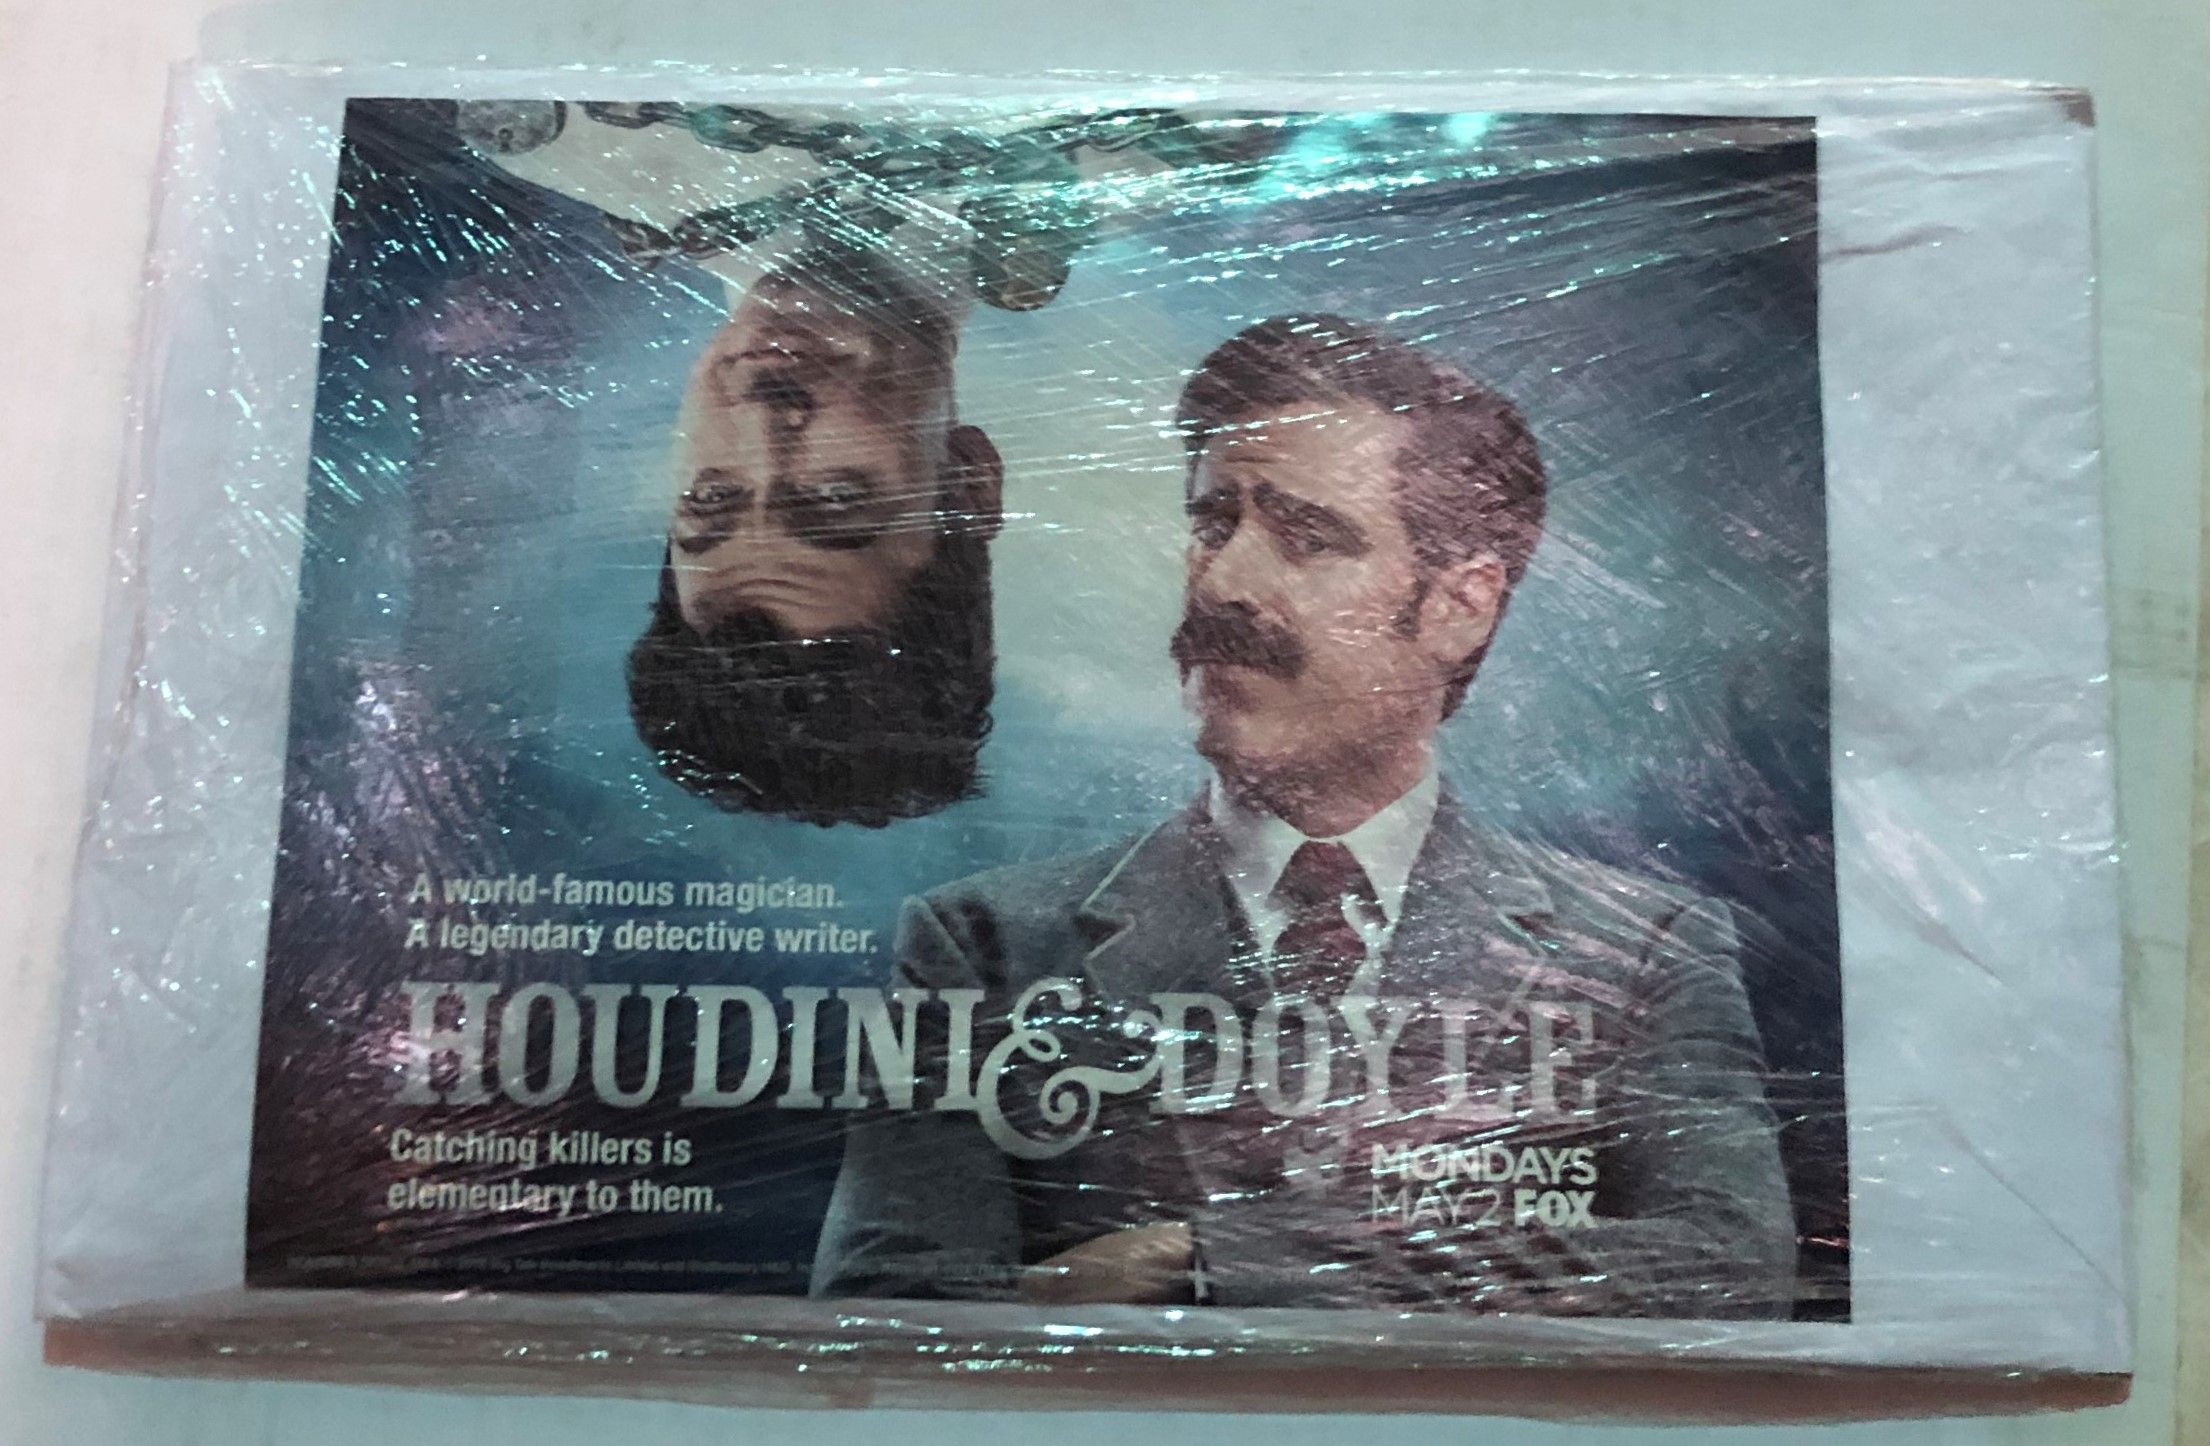 A world-famous magician.
A legendary detective writer.
HOUDINI & DOYLE
Catching killers is
elementary to them.
MONDAYS
MAY 2 FOX